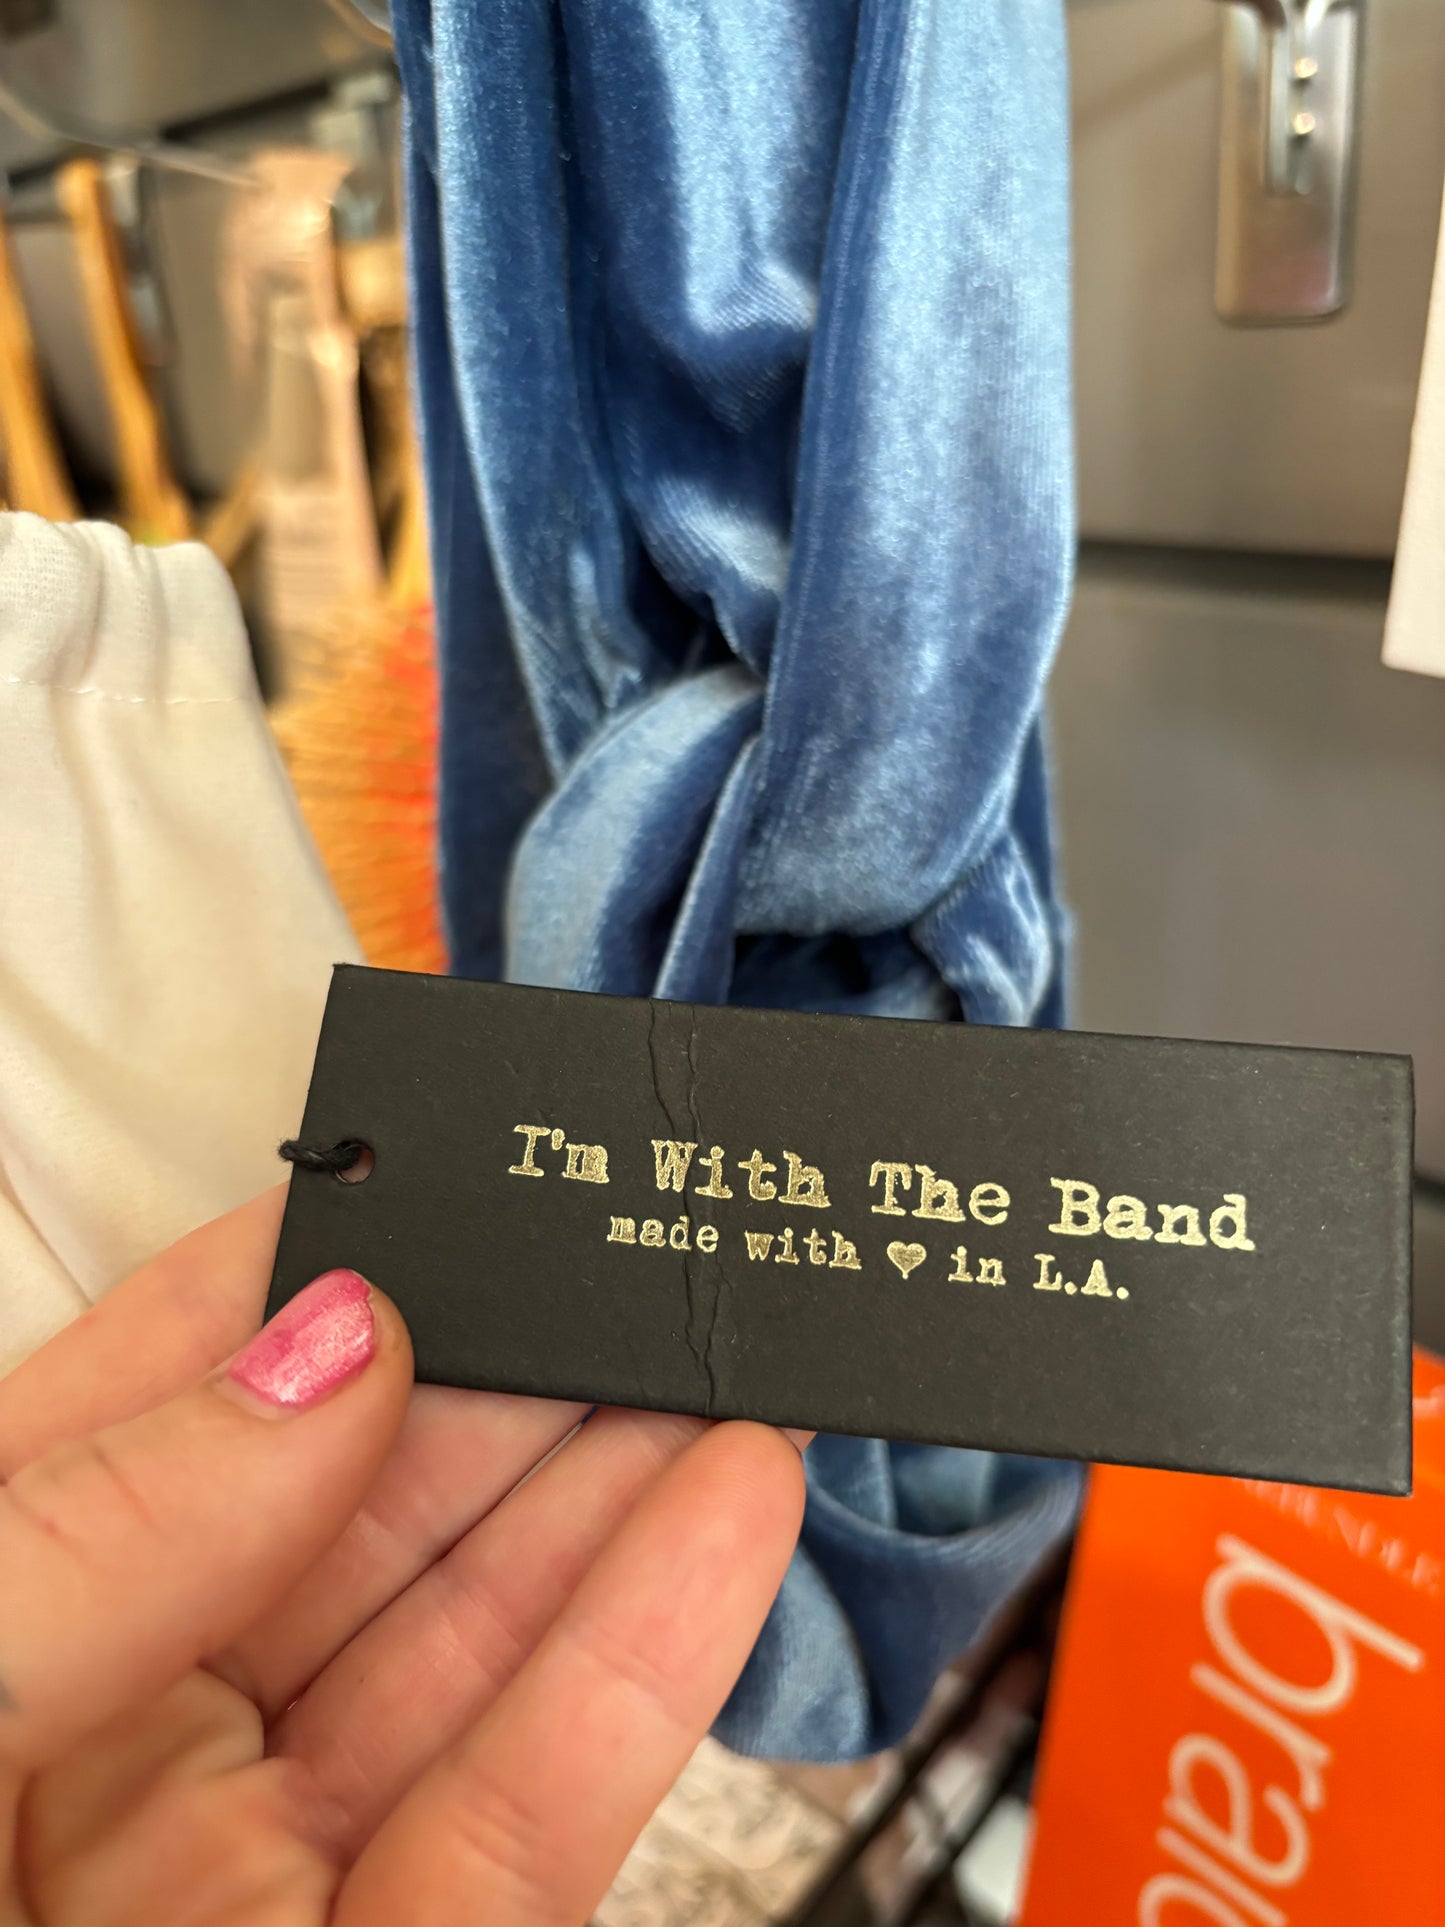 I'm With The Band
made with ♥ in L.A.